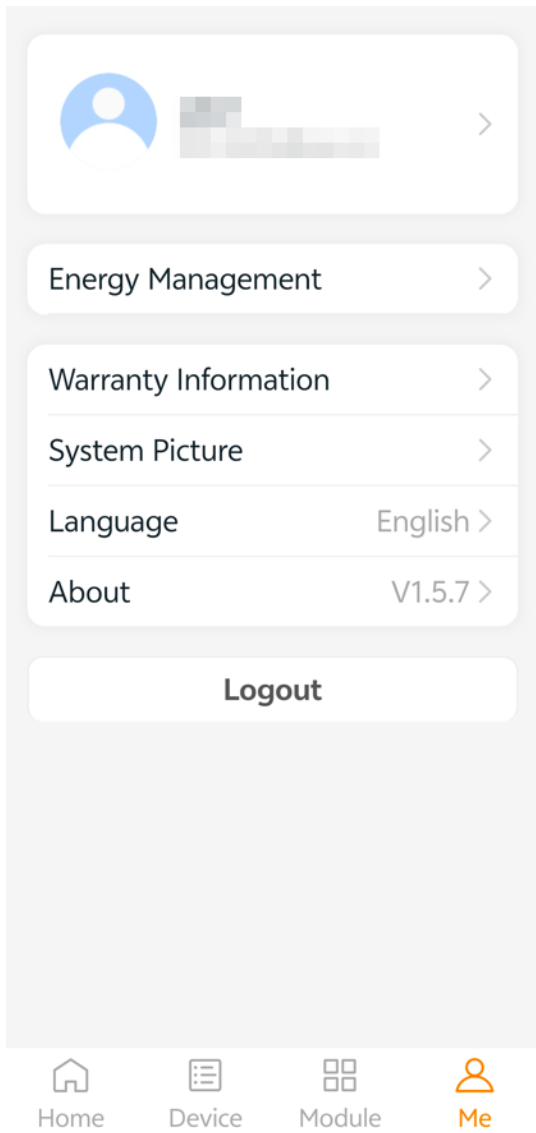 Energy Management
Warranty Information
System Picture
Language English
About V1.5.7
Logout
Home Device Module Me